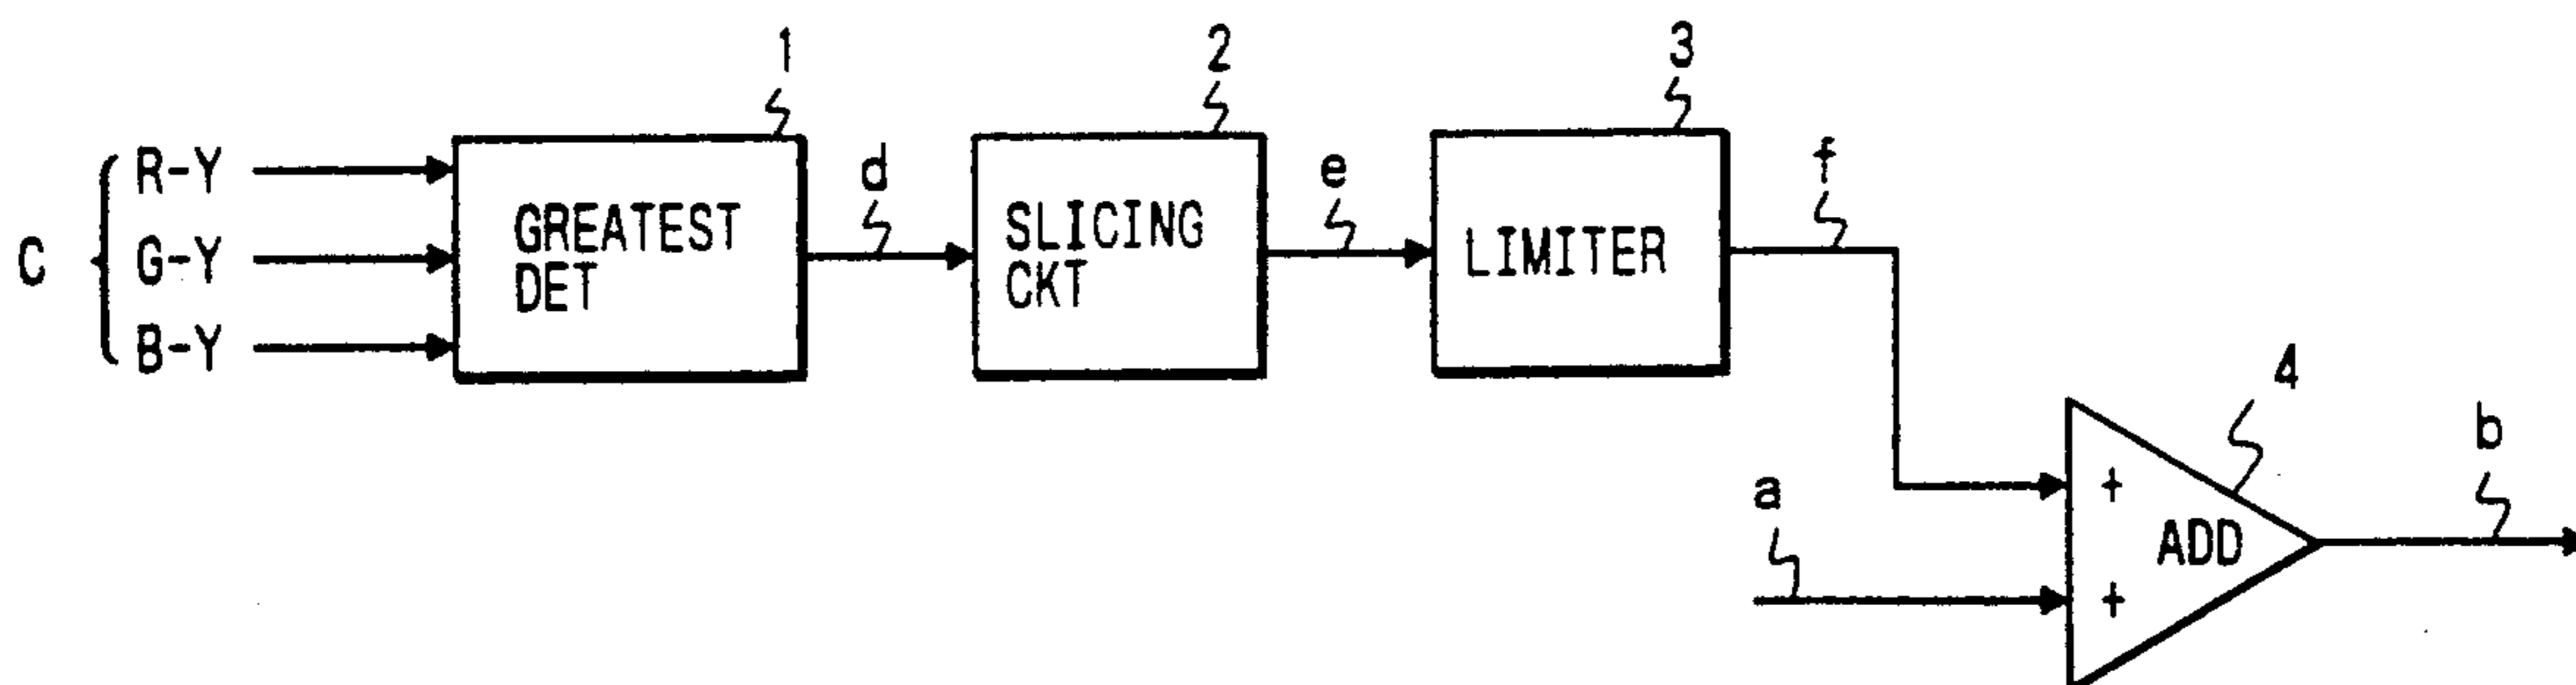 1
2
3
C
R-Y
G-Y
B-Y
GREATEST
DET
d
SLICING
CKT
e
LIMITER
f
4
a
b
+
ADD
+